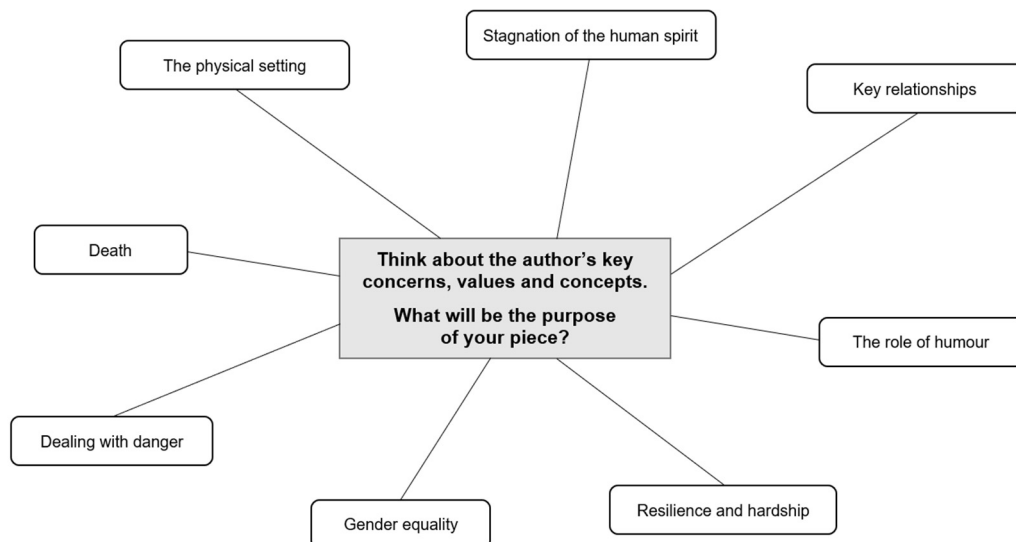 Stagnation of the human spirit
The physical setting
Key relationships
Death
Think about the author’s key
concerns, values and concepts.
What will be the purpose
of your piece?
The role of humour
Dealing with danger
Gender equality
Resilience and hardship